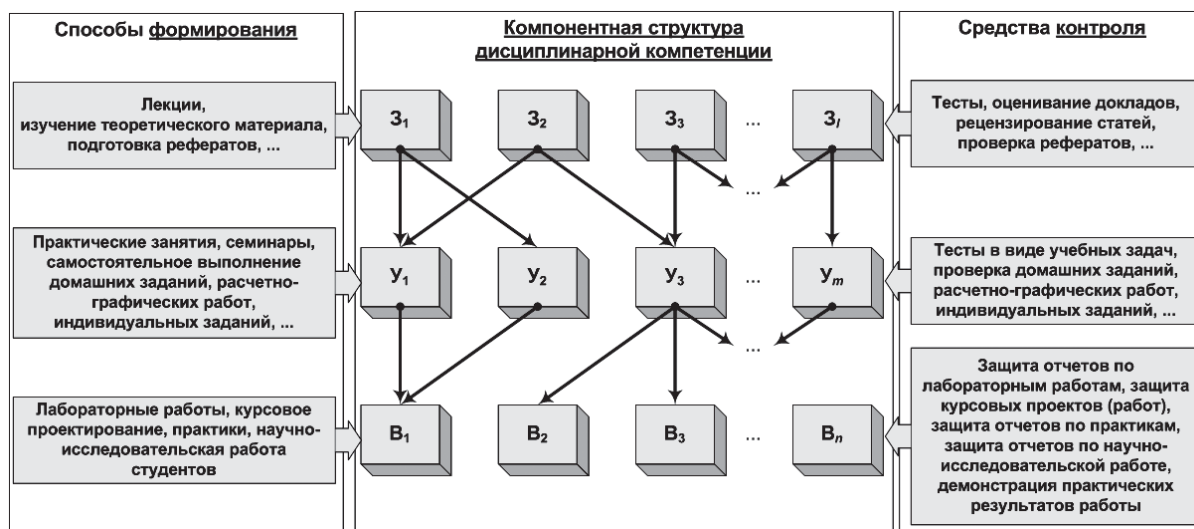 Способы формирования
Лекции,
изучение теоретического материала,
подготовка рефератов, ...
Практические занятия, семинары,
самостоятельное выполнение
домашних заданий, расчетно-
графических работ,
индивидуальных заданий, ...
Лабораторные работы, курсовое
проектирование, практики, научно-
исследовательская работа
студентов
Компонентная структура
дисциплинарной компетенции
З1 З2 З3 ... Зl
...
У1 У2 У3 ... Уm
...
В1 В2 В3 ... Вn
Средства контроля
Тесты, оценивание докладов,
рецензирование статей,
проверка рефератов, ...
Тесты в виде учебных задач,
проверка домашних заданий,
расчетно-графических работ,
индивидуальных заданий, ...
Защита отчетов по
лабораторным работам, защита
курсовых проектов (работ),
защита отчетов по практикам,
защита отчетов по научно-
исследовательской работе,
демонстрация практических
результатов работы